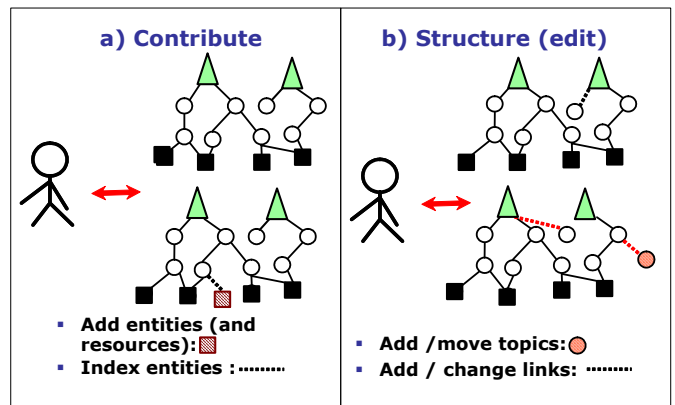 a) Contribute
▪ Add entities (and
resources):
▪ Index entities :
b) Structure (edit)
▪ Add /move topics:
▪ Add / change links: